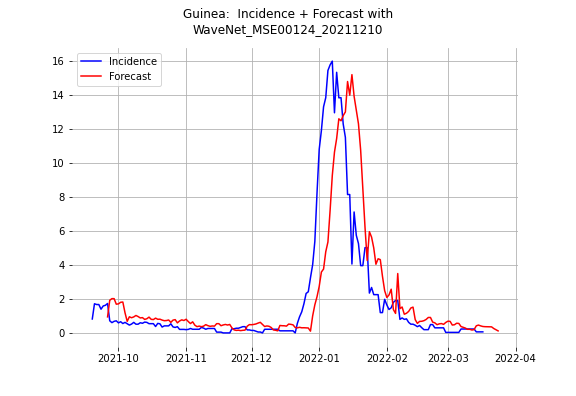 Guinea:  Incidence + Forecast with
WaveNet_MSE00124_20211210
Incidence
Forecast
16
14
12
10
8
6
4
2
0
2021-10 2021-11 2021-12 2022-01 2022-02 2022-03 2022-04